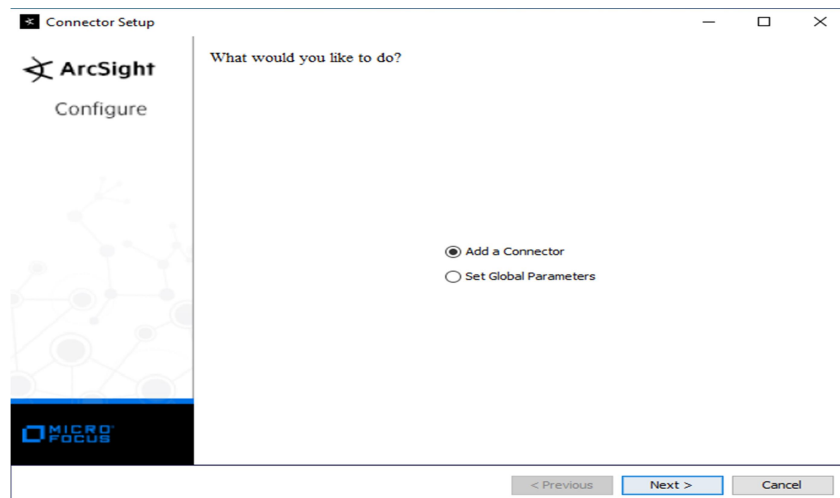 Connector Setup
ArcSight
Configure
What would you like to do?
Add a Connector
Set Global Parameters
MICRO
FOCUS
< Previous
Next >
Cancel